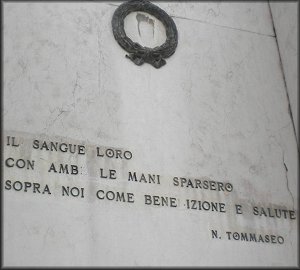 IL SANGUE LORO
CON AMB  LE MANI SPARSERO
SOPRA NOI COME BENE IZIONE E SALUTE
N. TOMMASEO